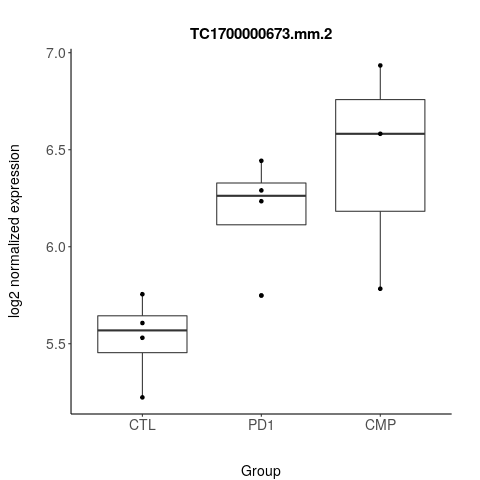 TC1700000673.mm.2
log2 normalized expression
7.0
6.5
6.0
5.5
CTL PD1 CMP
Group